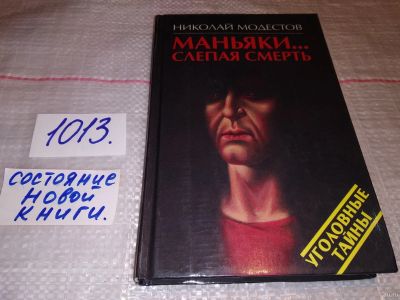 НИКОЛАЙ МОДЕСТОВ
МАНЬЯКИ...
СЛЕПАЯ СМЕРТЬ
УГОЛОВНЫЕ
ТАЙНЫ
1013.
СОСТОЯНИЕ
НОВОЙ
КНИГИ.